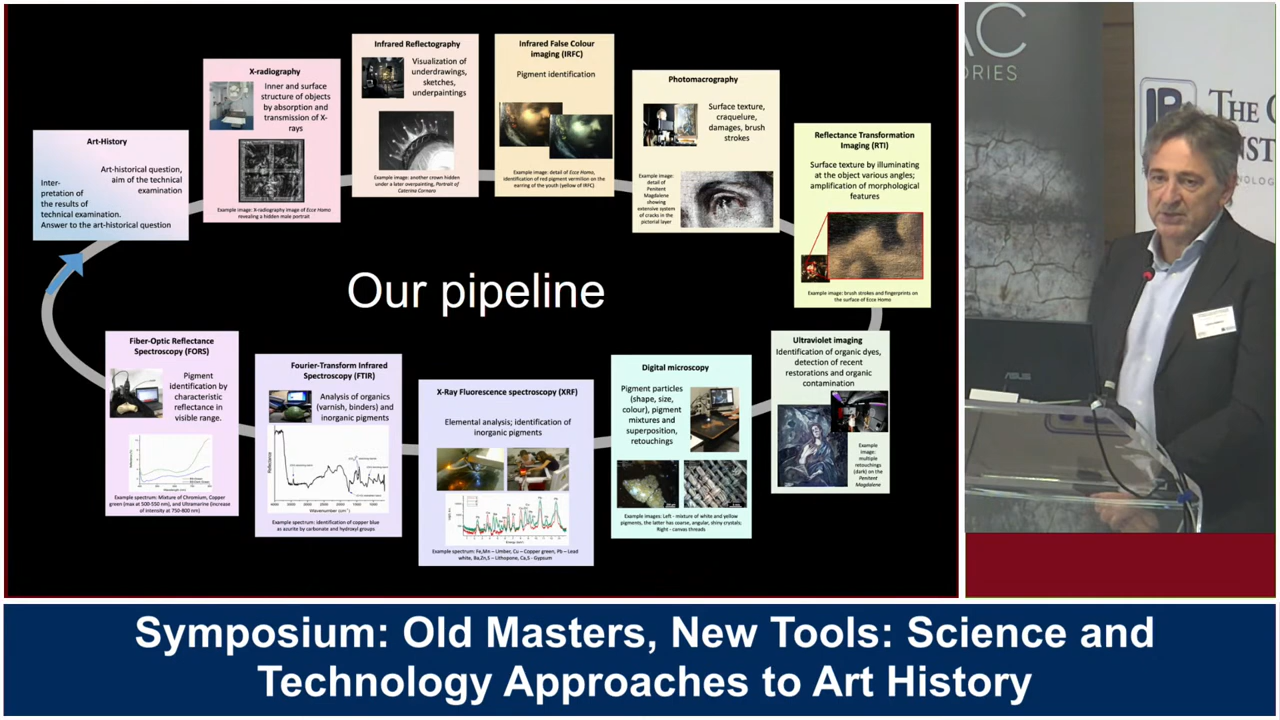 Infrared Reflectography
Visualization of
underdrawings,
sketches,
underpaintings
Example image: another crown hidden
under a later overpainting, Portrait of
Caterina Cornaro
Infrared False Colour
imaging (IRFC)
Pigment identification
Example image: detail of Ecce Homo,
identification of red pigment vermilion on the
earring of the youth (yellow of IRFC)
X-radiography
Inner and surface
structure of objects
by absorption and
transmission of X-
rays
Example image: X-radiography image of Ecce Homo
revealing a hidden male portrait
Photomacrography
Surface texture,
craquelure,
damages, brush
strokes
Example image:
detail of
Penitent
Magdalene
showing
extensive system
of cracks in the
pictorial layer
Art-History
Art-historical question,
aim of the technical
examination
Inter-
pretation of
the results of
technical examination.
Answer to the art-historical question
Reflectance Transformation
Imaging (RTI)
Surface texture by illuminating
at the object various angles;
amplification of morphological
features
Example image: brush strokes and fingerprints on
the surface of Ecce Homo
Our pipeline
Fiber-Optic Reflectance
Spectroscopy (FORS)
Pigment
identification by
characteristic
reflectance in
visible range.
Example spectrum: Mixture of Chromium, Copper
green (max at 500-550 nm), and Ultramarine (increase
of intensity at 750-800 nm)
Fourier-Transform Infrared
Spectroscopy (FTIR)
Analysis of organics
(varnish, binders) and
inorganic pigments
Reflectance
Wavenumber (cm⁻¹)
Example spectrum: identification of copper blue
as azurite by carbonate and hydroxyl groups
X-Ray Fluorescence spectroscopy (XRF)
Elemental analysis; identification of
inorganic pigments
Example spectrum: Fe,Mn – Umber, Cu – Copper green, Pb – Lead
white, Ba,Zn,S – Lithopone, Ca,S - Gypsum
Digital microscopy
Pigment particles
(shape, size,
colour), pigment
mixtures and
superposition,
retouchings
Example images: Left - mixture of white and yellow
pigments, the latter has coarse, angular, shiny crystals;
Right - canvas threads
Ultraviolet imaging
Identification of organic dyes,
detection of recent
restorations and organic
contamination
Example
image:
multiple
retouchings
(dark) on the
Penitent
Magdalene
AC
ORIES
THE C
NST
ASUS
Symposium: Old Masters, New Tools: Science and
Technology Approaches to Art History